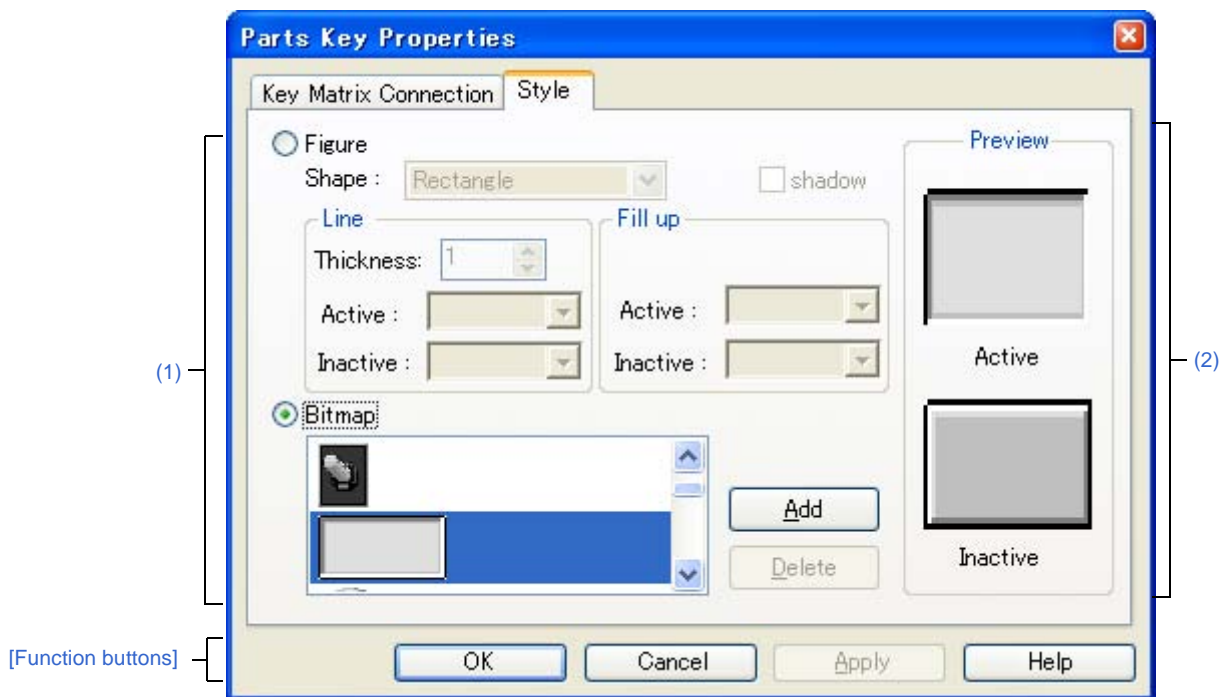 Parts Key Properties
Key Matrix Connection Style
Figure
Shape : Rectangle shadow
Line
Thickness: 1
Active :
Inactive :
Fill up
Active :
Inactive :
Bitmap
Add
Delete
Preview
Active
Inactive
(1)
(2)
[Function buttons]
OK Cancel Apply Help